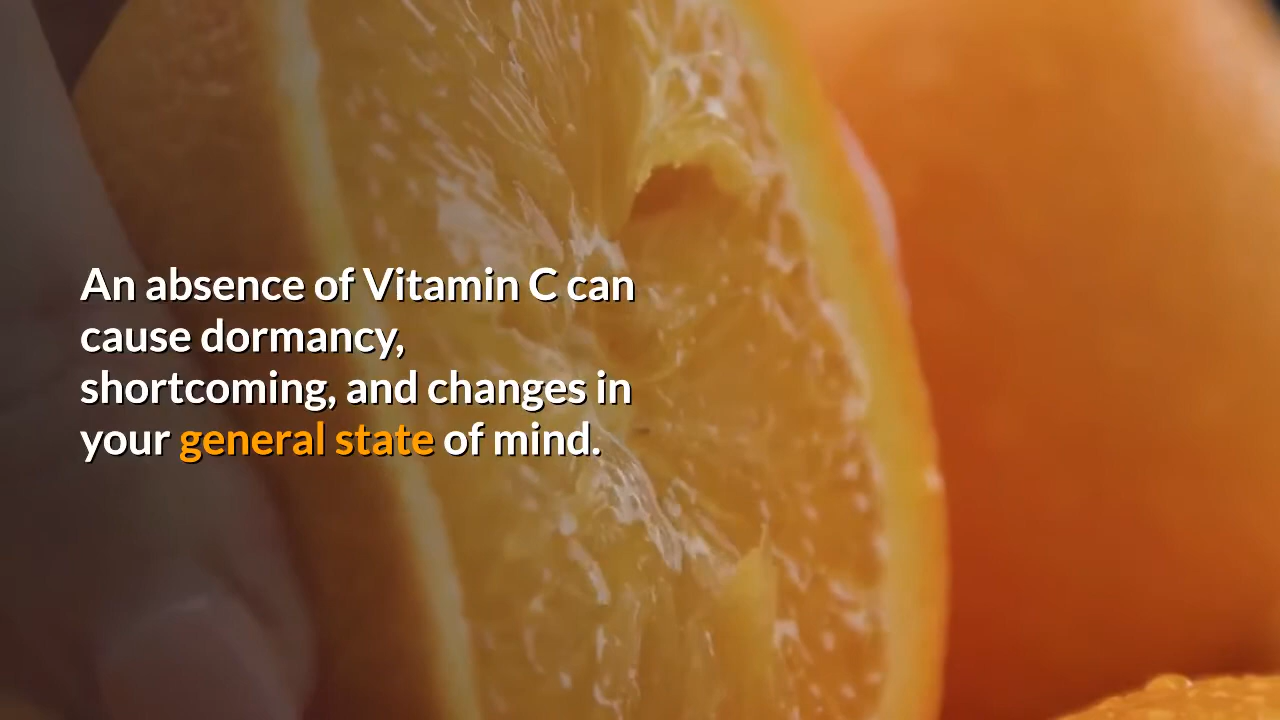 An absence of Vitamin C can
cause dormancy,
shortcoming, and changes in
your general state of mind.